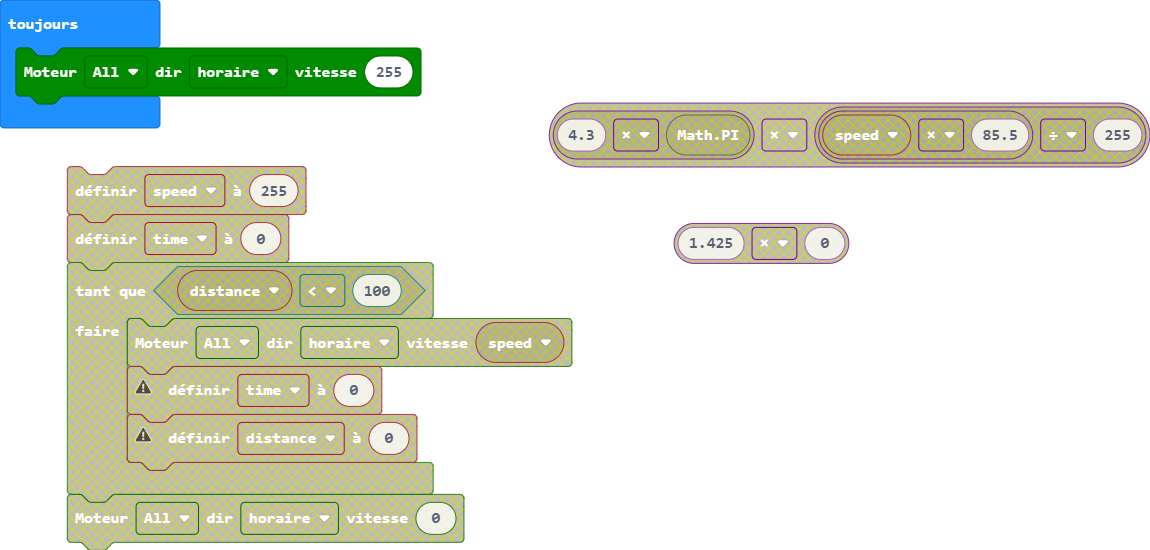 toujours
Moteur All dir horaire vitesse 255
4.3 × Math.PI × speed × 85.5 ÷ 255
définir speed à 255
définir time à 0
1.425 × 0
tant que distance < 100
faire
Moteur All dir horaire vitesse speed
définir time à 0
définir distance à 0
Moteur All dir horaire vitesse 0